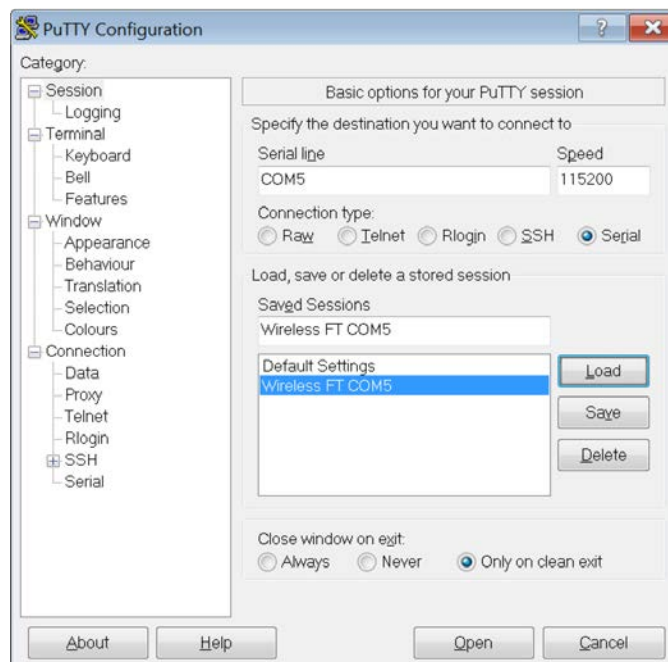 PuTTY Configuration
Category:
Session
Logging
Terminal
Keyboard
Bell
Features
Window
Appearance
Behaviour
Translation
Selection
Colours
Connection
Data
Proxy
Telnet
Rlogin
SSH
Serial
Basic options for your PuTTY session
Specify the destination you want to connect to
Serial line Speed
COM5 115200
Connection type:
Raw Telnet Rlogin SSH Serial
Load, save or delete a stored session
Saved Sessions
Wireless FT COM5
Default Settings
Wireless FT COM5
Load
Save
Delete
Close window on exit:
Always Never Only on clean exit
About Help Open Cancel